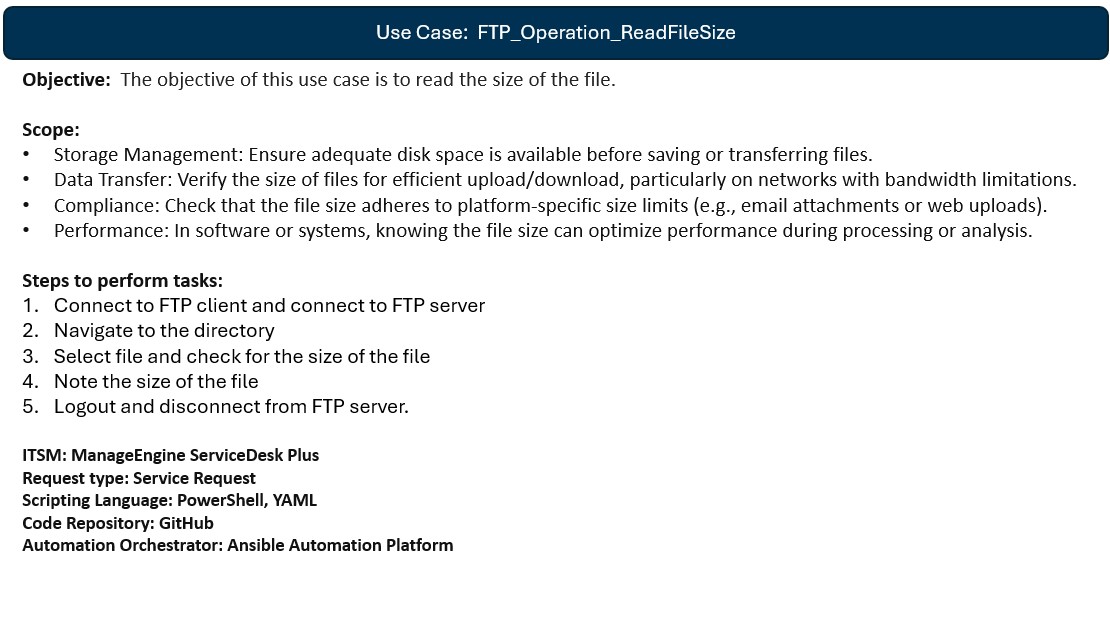 Use Case: FTP_Operation_ReadFileSize
Objective: The objective of this use case is to read the size of the file.
Scope:
• Storage Management: Ensure adequate disk space is available before saving or transferring files.
• Data Transfer: Verify the size of files for efficient upload/download, particularly on networks with bandwidth limitations.
• Compliance: Check that the file size adheres to platform-specific size limits (e.g., email attachments or web uploads).
• Performance: In software or systems, knowing the file size can optimize performance during processing or analysis.
Steps to perform tasks:
1. Connect to FTP client and connect to FTP server
2. Navigate to the directory
3. Select file and check for the size of the file
4. Note the size of the file
5. Logout and disconnect from FTP server.
ITSM: ManageEngine ServiceDesk Plus
Request type: Service Request
Scripting Language: PowerShell, YAML
Code Repository: GitHub
Automation Orchestrator: Ansible Automation Platform